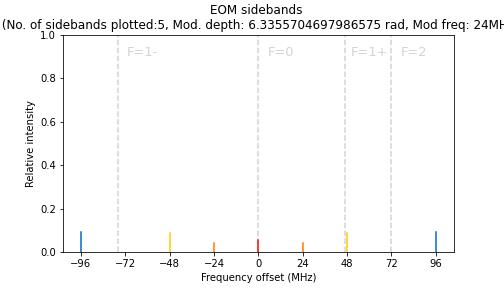 EOM sidebands
(No. of sidebands plotted:5, Mod. depth: 6.3355704697986575 rad, Mod freq: 24MH
1.0
F=1- F=0 F=1+ F=2
0.8
0.6
Relative intensity
0.4
0.2
0.0
−96 −72 −48 −24 0 24 48 72 96
Frequency offset (MHz)